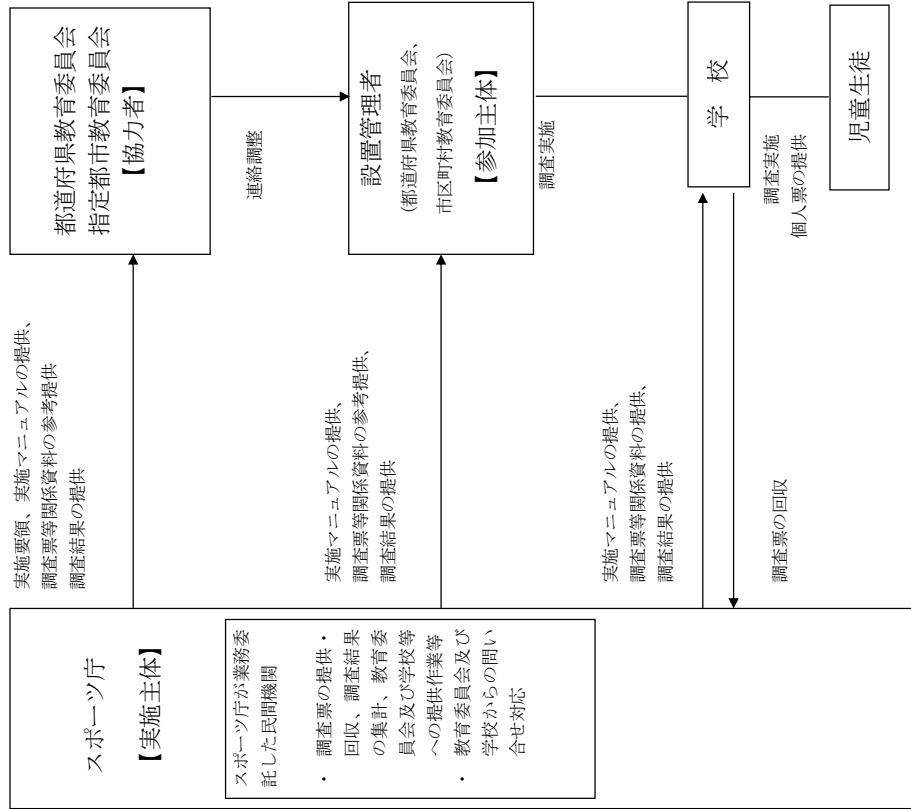 スポーツ庁
【実施主体】
スポーツ庁が業務委
託した民間機関
・ 調査票の提供・
回収、調査結果
の集計、教育委
員会及び学校等
への提供作業等
・ 教育委員会及び
学校からの問い
合せ対応
実施要領、実施マニュアルの提供、
調査票等関係資料の参考提供、
調査結果の提供
都道府県教育委員会
指定都市教育委員会
【協力者】
連絡調整
実施マニュアルの提供、
調査票等関係資料の参考提供、
調査結果の提供
設置管理者
(都道府県教育委員会、
市区町村教育委員会)
【参加主体】
調査実施
実施マニュアルの提供、
調査票等関係資料の提供、
調査結果の提供
調査票の回収
学 校
調査実施
個人票の提供
児童生徒